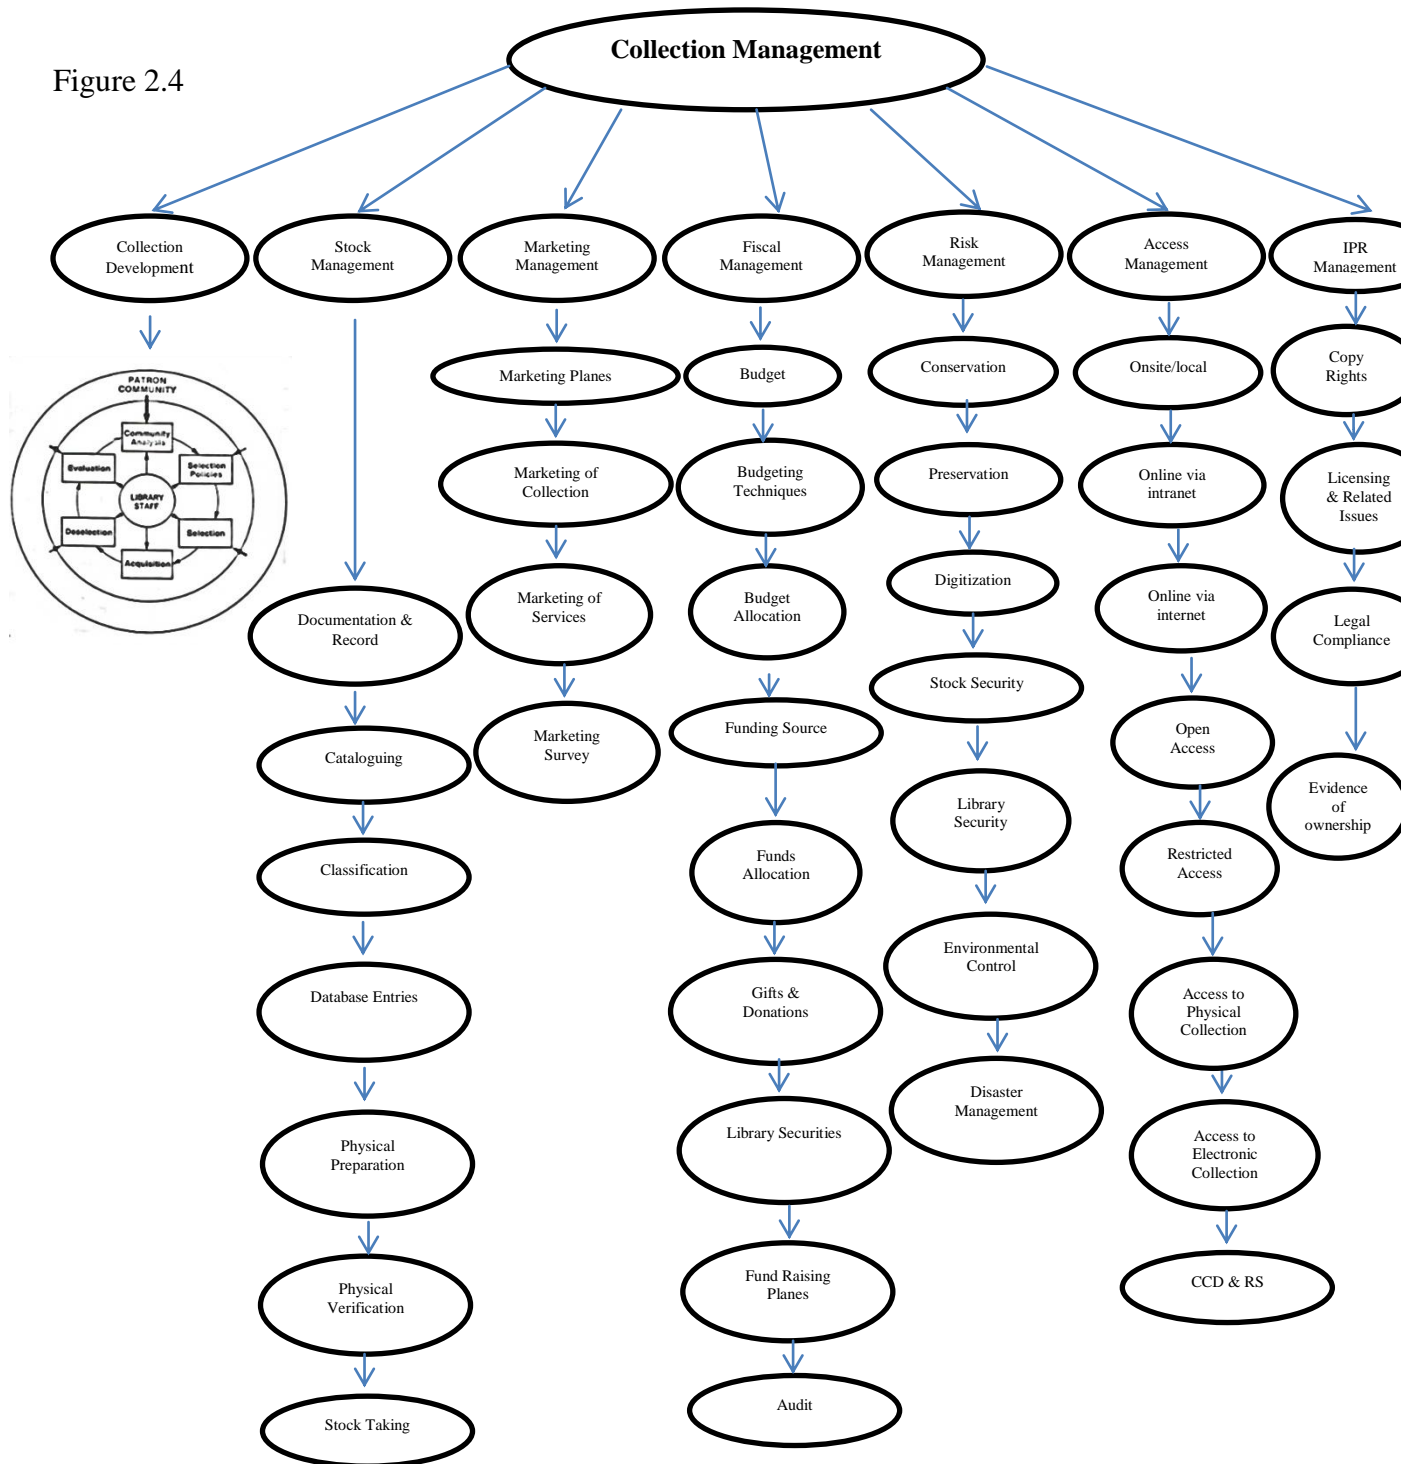 Collection Management
Figure 2.4
Collection
Development
Stock
Management
Marketing
Management
Fiscal
Management
Risk
Management
Access
Management
IPR
Management
PATRON
COMMUNITY
Community
Analysis
Evaluation
Selection
Policies
LIBRARY
STAFF
Deselection
Selection
Acquisition
Documentation &
Record
Cataloguing
Classification
Database Entries
Physical
Preparation
Physical
Verification
Stock Taking
Marketing Planes
Marketing of
Collection
Marketing of
Services
Marketing
Survey
Budget
Budgeting
Techniques
Budget
Allocation
Funding Source
Funds
Allocation
Gifts &
Donations
Library Securities
Fund Raising
Planes
Audit
Conservation
Preservation
Digitization
Stock Security
Library
Security
Environmental
Control
Disaster
Management
Onsite/local
Online via
intranet
Online via
internet
Open
Access
Restricted
Access
Access to
Physical
Collection
Access to
Electronic
Collection
CCD & RS
Copy
Rights
Licensing
& Related
Issues
Legal
Compliance
Evidence
of
ownership